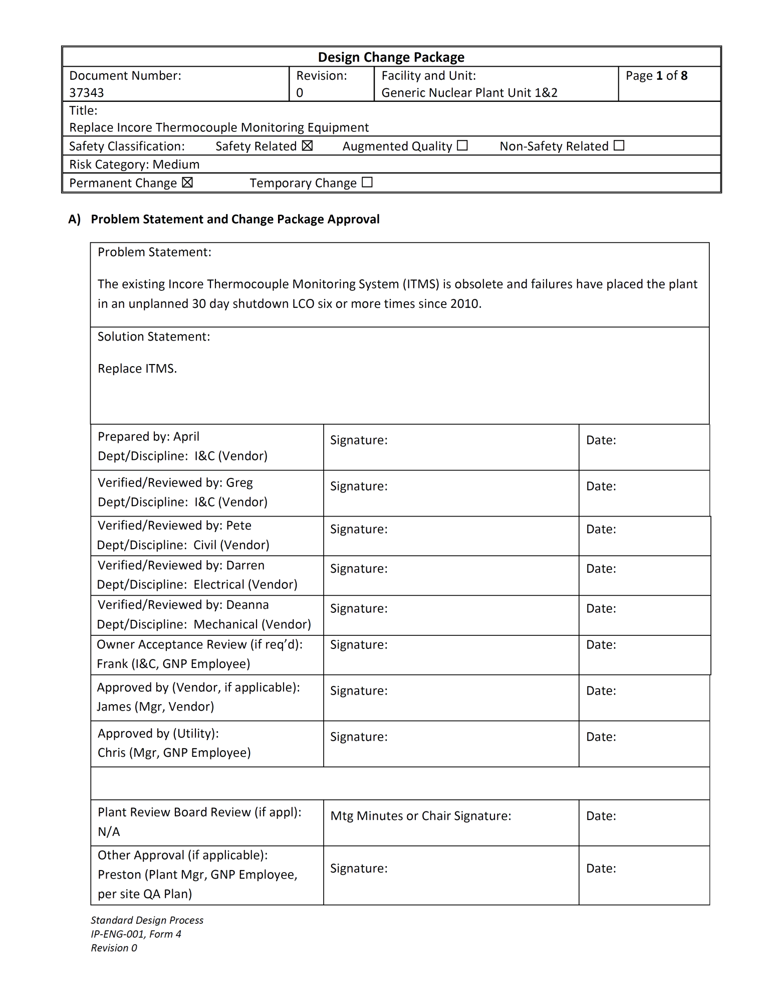 Design Change Package
Document Number:
37343
Revision:
0
Facility and Unit:
Generic Nuclear Plant Unit 1&2
Page 1 of 8
Title:
Replace Incore Thermocouple Monitoring Equipment
Safety Classification: Safety Related ☒ Augmented Quality ☐ Non-Safety Related ☐
Risk Category: Medium
Permanent Change ☒ Temporary Change ☐
A) Problem Statement and Change Package Approval
Problem Statement:
The existing Incore Thermocouple Monitoring System (ITMS) is obsolete and failures have placed the plant
in an unplanned 30 day shutdown LCO six or more times since 2010.
Solution Statement:
Replace ITMS.
Prepared by: April
Dept/Discipline: I&C (Vendor)
Signature:
Date:
Verified/Reviewed by: Greg
Dept/Discipline: I&C (Vendor)
Signature:
Date:
Verified/Reviewed by: Pete
Dept/Discipline: Civil (Vendor)
Signature:
Date:
Verified/Reviewed by: Darren
Dept/Discipline: Electrical (Vendor)
Signature:
Date:
Verified/Reviewed by: Deanna
Dept/Discipline: Mechanical (Vendor)
Signature:
Date:
Owner Acceptance Review (if req’d):
Frank (I&C, GNP Employee)
Signature:
Date:
Approved by (Vendor, if applicable):
James (Mgr, Vendor)
Signature:
Date:
Approved by (Utility):
Chris (Mgr, GNP Employee)
Signature:
Date:
Plant Review Board Review (if appl):
N/A
Mtg Minutes or Chair Signature:
Date:
Other Approval (if applicable):
Preston (Plant Mgr, GNP Employee,
per site QA Plan)
Signature:
Date:
Standard Design Process
IP-ENG-001, Form 4
Revision 0